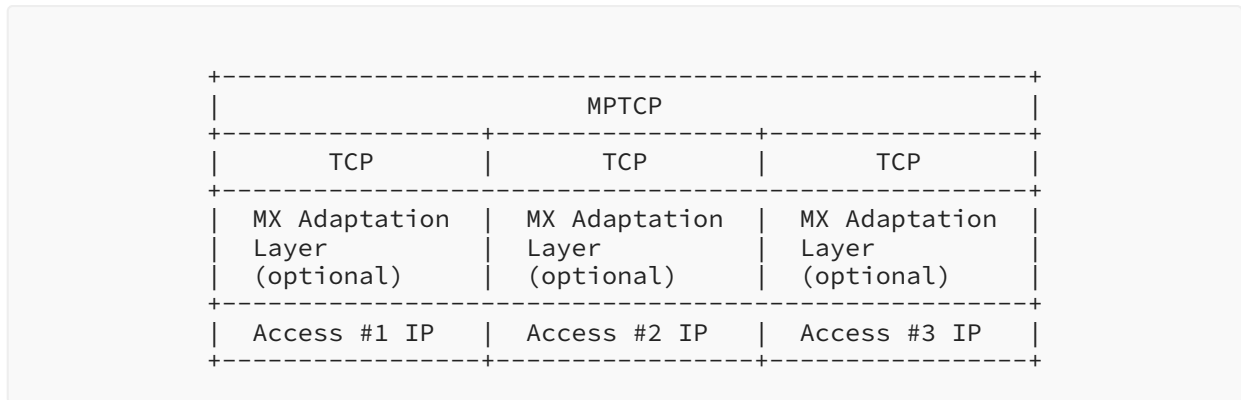 +-----------------------------------------------------+
|                        MPTCP                        |
+-----------------+-----------------+-----------------+
|       TCP       |       TCP       |       TCP       |
+-----------------------------------------------------+
|  MX Adaptation  |  MX Adaptation  |  MX Adaptation  |
|  Layer          |  Layer          |  Layer          |
|  (optional)     |  (optional)     |  (optional)     |
+-----------------------------------------------------+
|  Access #1 IP   |  Access #2 IP   |  Access #3 IP   |
+-----------------+-----------------+-----------------+